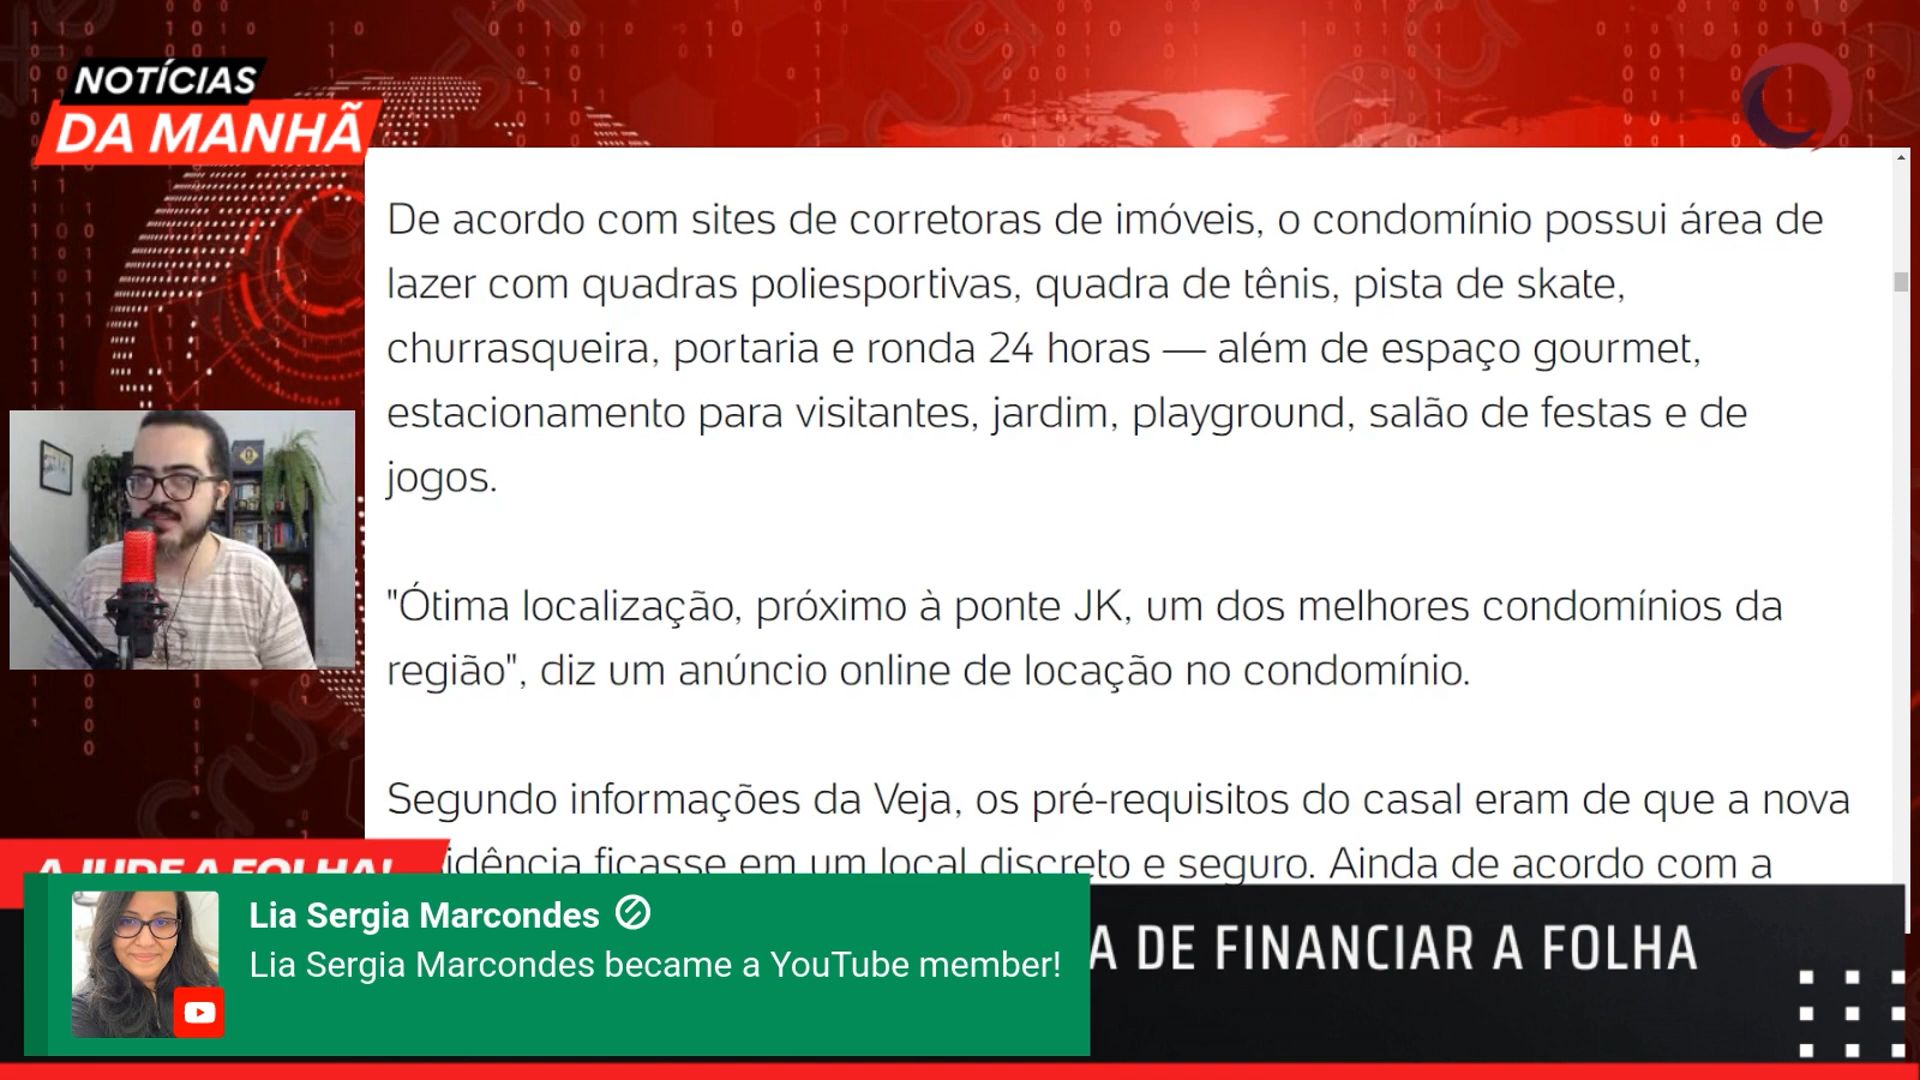 NOTÍCIAS
DA MANHÃ
De acordo com sites de corretoras de imóveis, o condomínio possui área de
lazer com quadras poliesportivas, quadra de tênis, pista de skate,
churrasqueira, portaria e ronda 24 horas — além de espaço gourmet,
estacionamento para visitantes, jardim, playground, salão de festas e de
jogos.
"Ótima localização, próximo à ponte JK, um dos melhores condomínios da
região", diz um anúncio online de locação no condomínio.
Segundo informações da Veja, os pré-requisitos do casal eram de que a nova
idência ficasse em um local discreto e seguro. Ainda de acordo com a
AJUDE A FOLHA!
Lia Sergia Marcondes
Lia Sergia Marcondes became a YouTube member!
A DE FINANCIAR A FOLHA